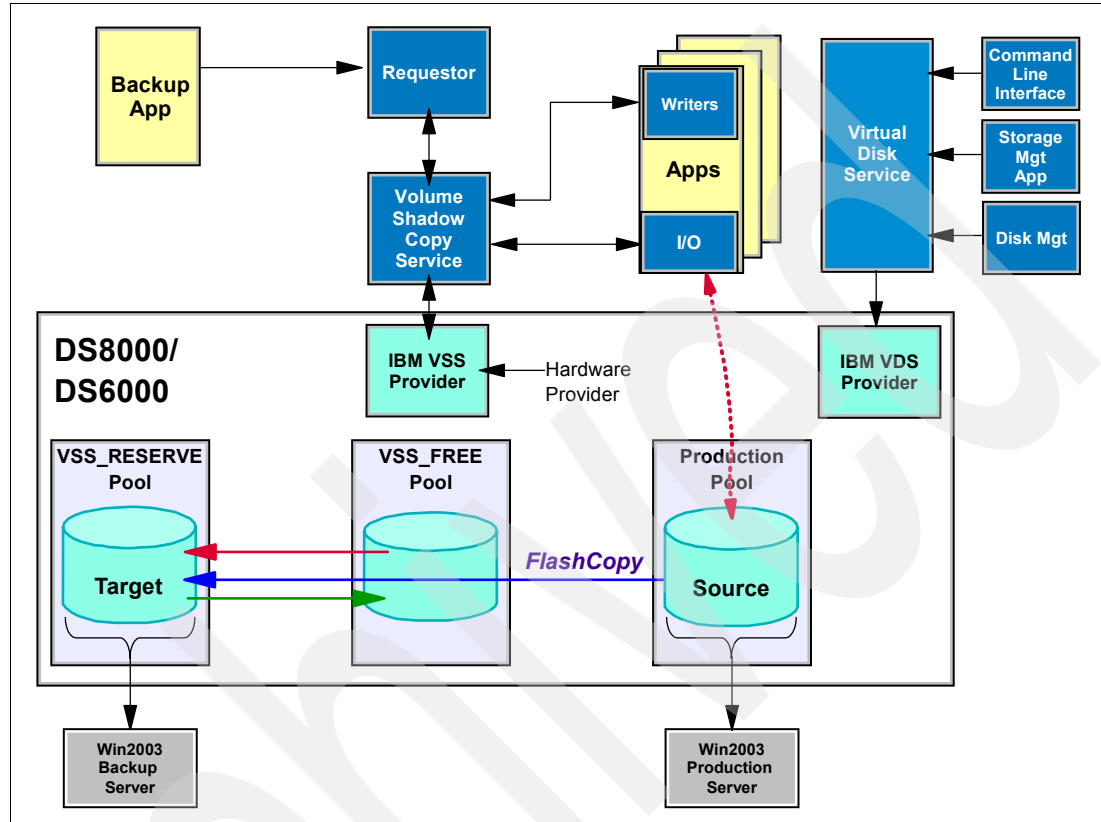 Backup
App
Requestor
Writers
Apps
I/O
Volume
Shadow
Copy
Service
Virtual
Disk
Service
Command
Line
Interface
Storage
Mgt
App
Disk Mgt
DS8000/
DS6000
IBM VSS
Provider
Hardware
Provider
IBM VDS
Provider
VSS_RESERVE
Pool
VSS_FREE
Pool
Production
Pool
Target
FlashCopy
Source
Win2003
Backup
Server
Win2003
Production
Server